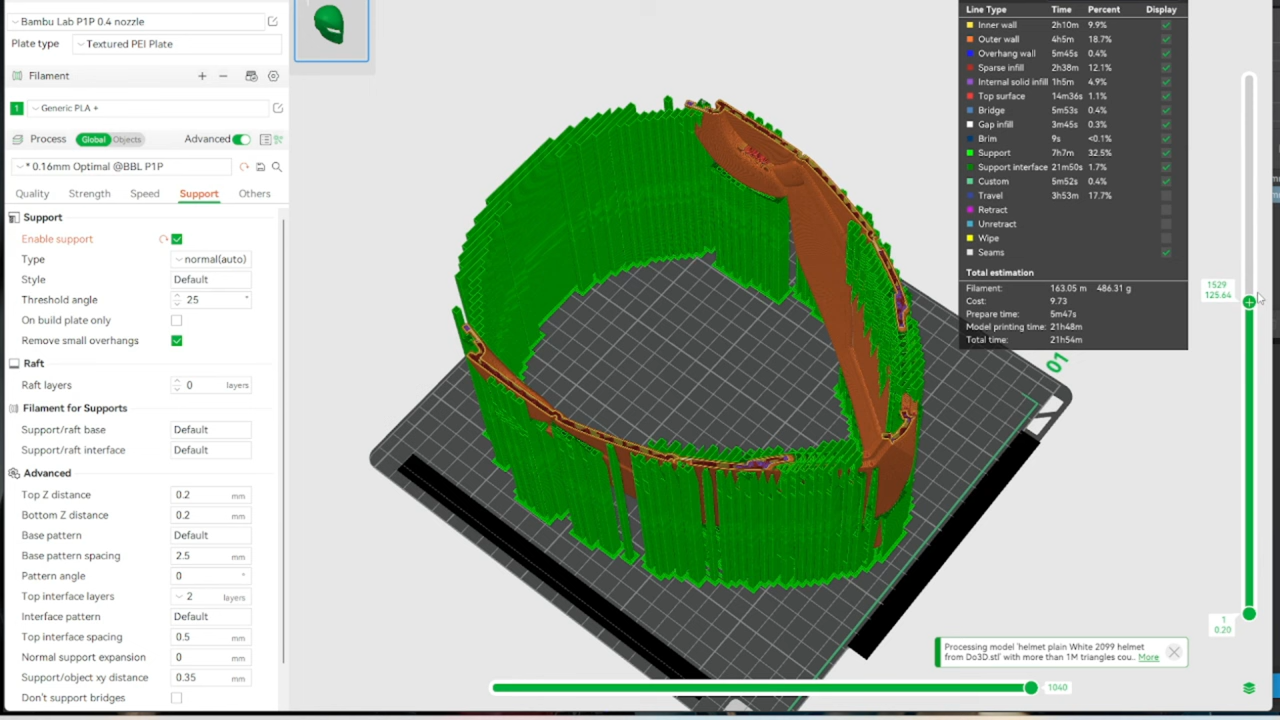 Bambu Lab P1P 0.4 nozzle
Plate type Textured PEI Plate
Filament
1 Generic PLA +
Process Global Objects Advanced
* 0.16mm Optimal @BBL P1P
Quality Strength Speed Support Others
Support
Enable support
Type normal(auto)
Style Default
Threshold angle 25 °
On build plate only
Remove small overhangs
Raft
Raft layers 0 layers
Filament for Supports
Support/raft base Default
Support/raft interface Default
Advanced
Top Z distance 0.2 mm
Bottom Z distance 0.2 mm
Base pattern Default
Base pattern spacing 2.5 mm
Pattern angle 0 °
Top interface layers 2 layers
Interface pattern Default
Top interface spacing 0.5 mm
Normal support expansion 0 mm
Support/object xy distance 0.35 mm
Don't support bridges
Line Type Time Percent Display
Inner wall 2h10m 9.9%
Outer wall 4h5m 18.7%
Overhang wall 5m45s 0.4%
Sparse infill 2h38m 12.1%
Internal solid infill 1h5m 4.9%
Top surface 14m36s 1.1%
Bridge 5m53s 0.4%
Gap infill 3m45s 0.3%
Brim 9s <0.1%
Support 7h7m 32.5%
Support interface 21m50s 1.7%
Custom 5m52s 0.4%
Travel 3h53m 17.7%
Retract
Unretract
Wipe
Seams
Total estimation
Filament: 163.05 m 486.31 g
Cost: 9.73
Prepare time: 5m47s
Model printing time: 21h48m
Total time: 21h54m
1529
125.64
01
1
0.20
Processing model 'helmet plain White 2099 helmet
from Do3D.stl' with more than 1M triangles cou.. More
1040